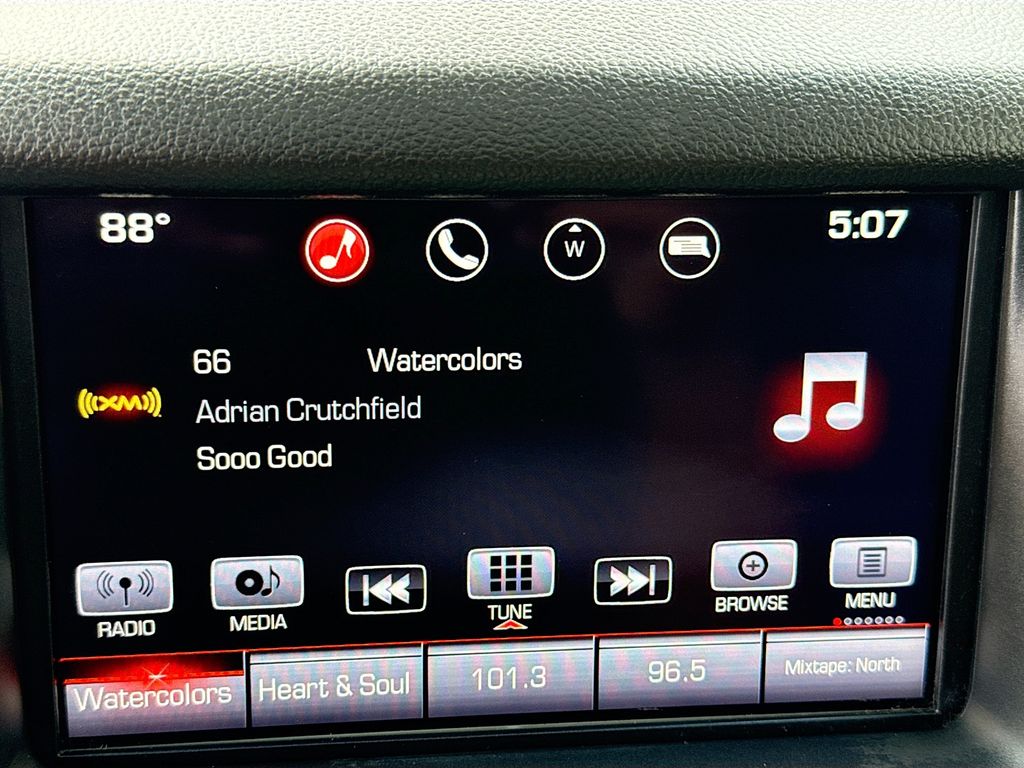 88° 5:07
W
66 Watercolors
((XM))
Adrian Crutchfield
Sooo Good
RADIO MEDIA TUNE BROWSE MENU
Watercolors Heart & Soul 101.3 96.5 Mixtape: North